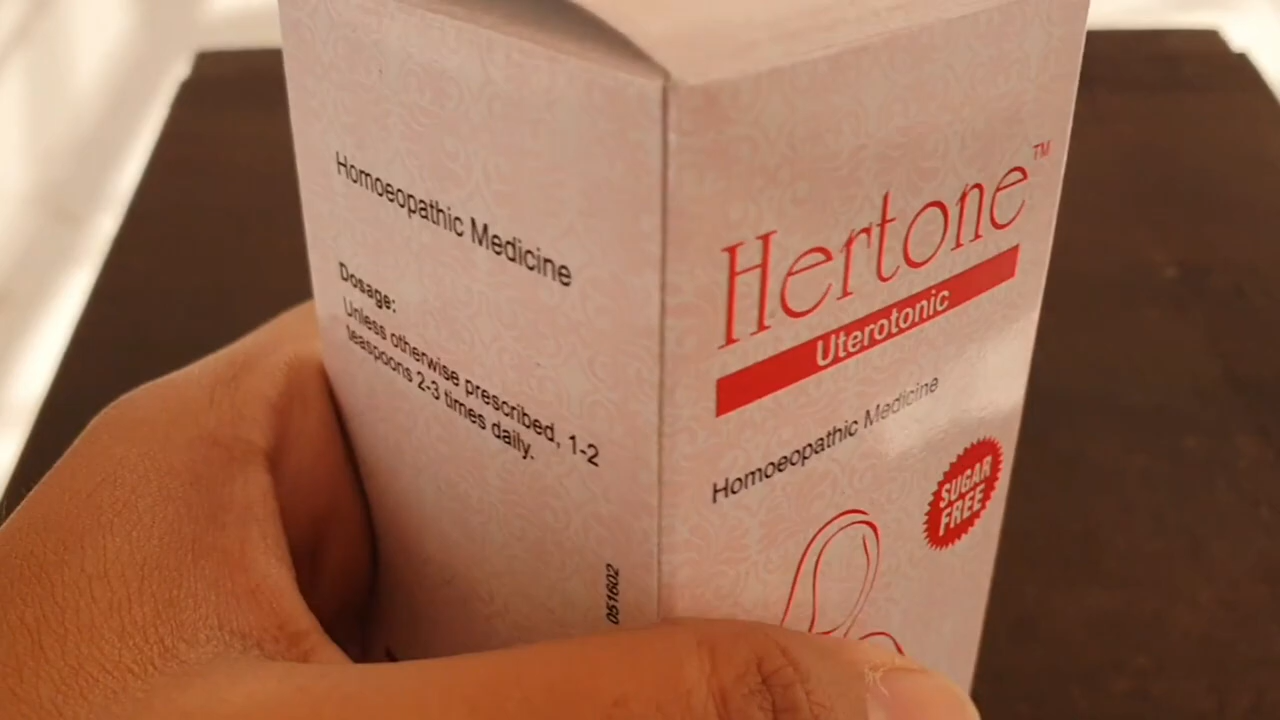 Homoeopathic Medicine
Dosage:
Unless otherwise prescribed, 1-2
teaspoons 2-3 times daily.
051602
Hertone™
Uterotonic
Homoeopathic Medicine
SUGAR
FREE